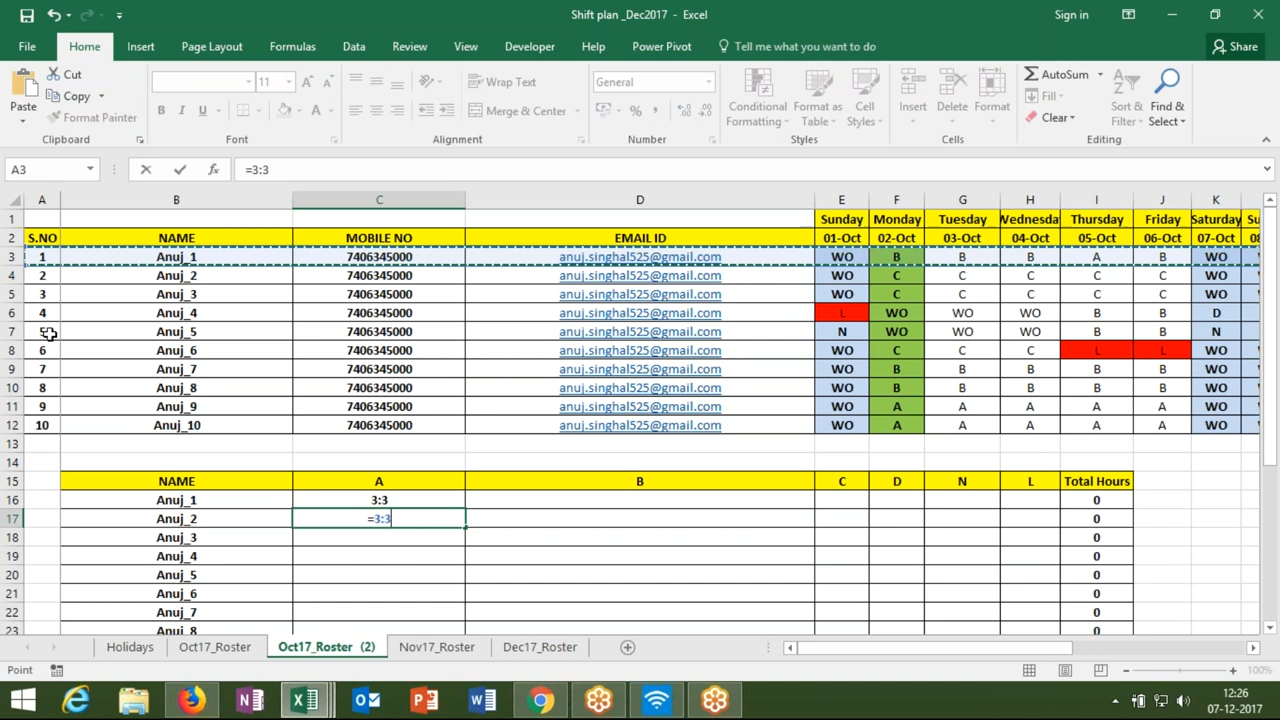 Shift plan _Dec2017 - Excel
Sign in
File Home Insert Page Layout Formulas Data Review View Developer Help Power Pivot Tell me what you want to do Share
Paste Cut Copy Format Painter
11 A A B I U A
Wrap Text Merge & Center
General % ,
Conditional Formatting Format as Table Cell Styles
Insert Delete Format
AutoSum Fill Clear
Sort & Filter Find & Select
Clipboard Font Alignment Number Styles Cells Editing
A3 fx =3:3
A B C D E F G H I J K
1 Sunday Monday Tuesday Wednesda Thursday Friday Saturday Su
2 S.NO NAME MOBILE NO EMAIL ID 01-Oct 02-Oct 03-Oct 04-Oct 05-Oct 06-Oct 07-Oct 08
3 1 Anuj_1 7406345000 anuj.singhal525@gmail.com WO B B B A B WO
4 2 Anuj_2 7406345000 anuj.singhal525@gmail.com WO C C C C C WO
5 3 Anuj_3 7406345000 anuj.singhal525@gmail.com WO C C C C C WO
6 4 Anuj_4 7406345000 anuj.singhal525@gmail.com L WO WO WO B B D
7 5 Anuj_5 7406345000 anuj.singhal525@gmail.com N WO WO WO B B N
8 6 Anuj_6 7406345000 anuj.singhal525@gmail.com WO C C C L L WO
9 7 Anuj_7 7406345000 anuj.singhal525@gmail.com WO B B B B B WO
10 8 Anuj_8 7406345000 anuj.singhal525@gmail.com WO B B B B B WO
11 9 Anuj_9 7406345000 anuj.singhal525@gmail.com WO A A A A A WO
12 10 Anuj_10 7406345000 anuj.singhal525@gmail.com WO A A A A A WO
13
14
15 NAME A B C D N L Total Hours
16 Anuj_1 3:3 0
17 Anuj_2 =3:3 0
18 Anuj_3 0
19 Anuj_4 0
20 Anuj_5 0
21 Anuj_6 0
22 Anuj_7 0
23 Anuj_8 0
Holidays Oct17_Roster Oct17_Roster (2) Nov17_Roster Dec17_Roster
Point 100%
12:26
07-12-2017